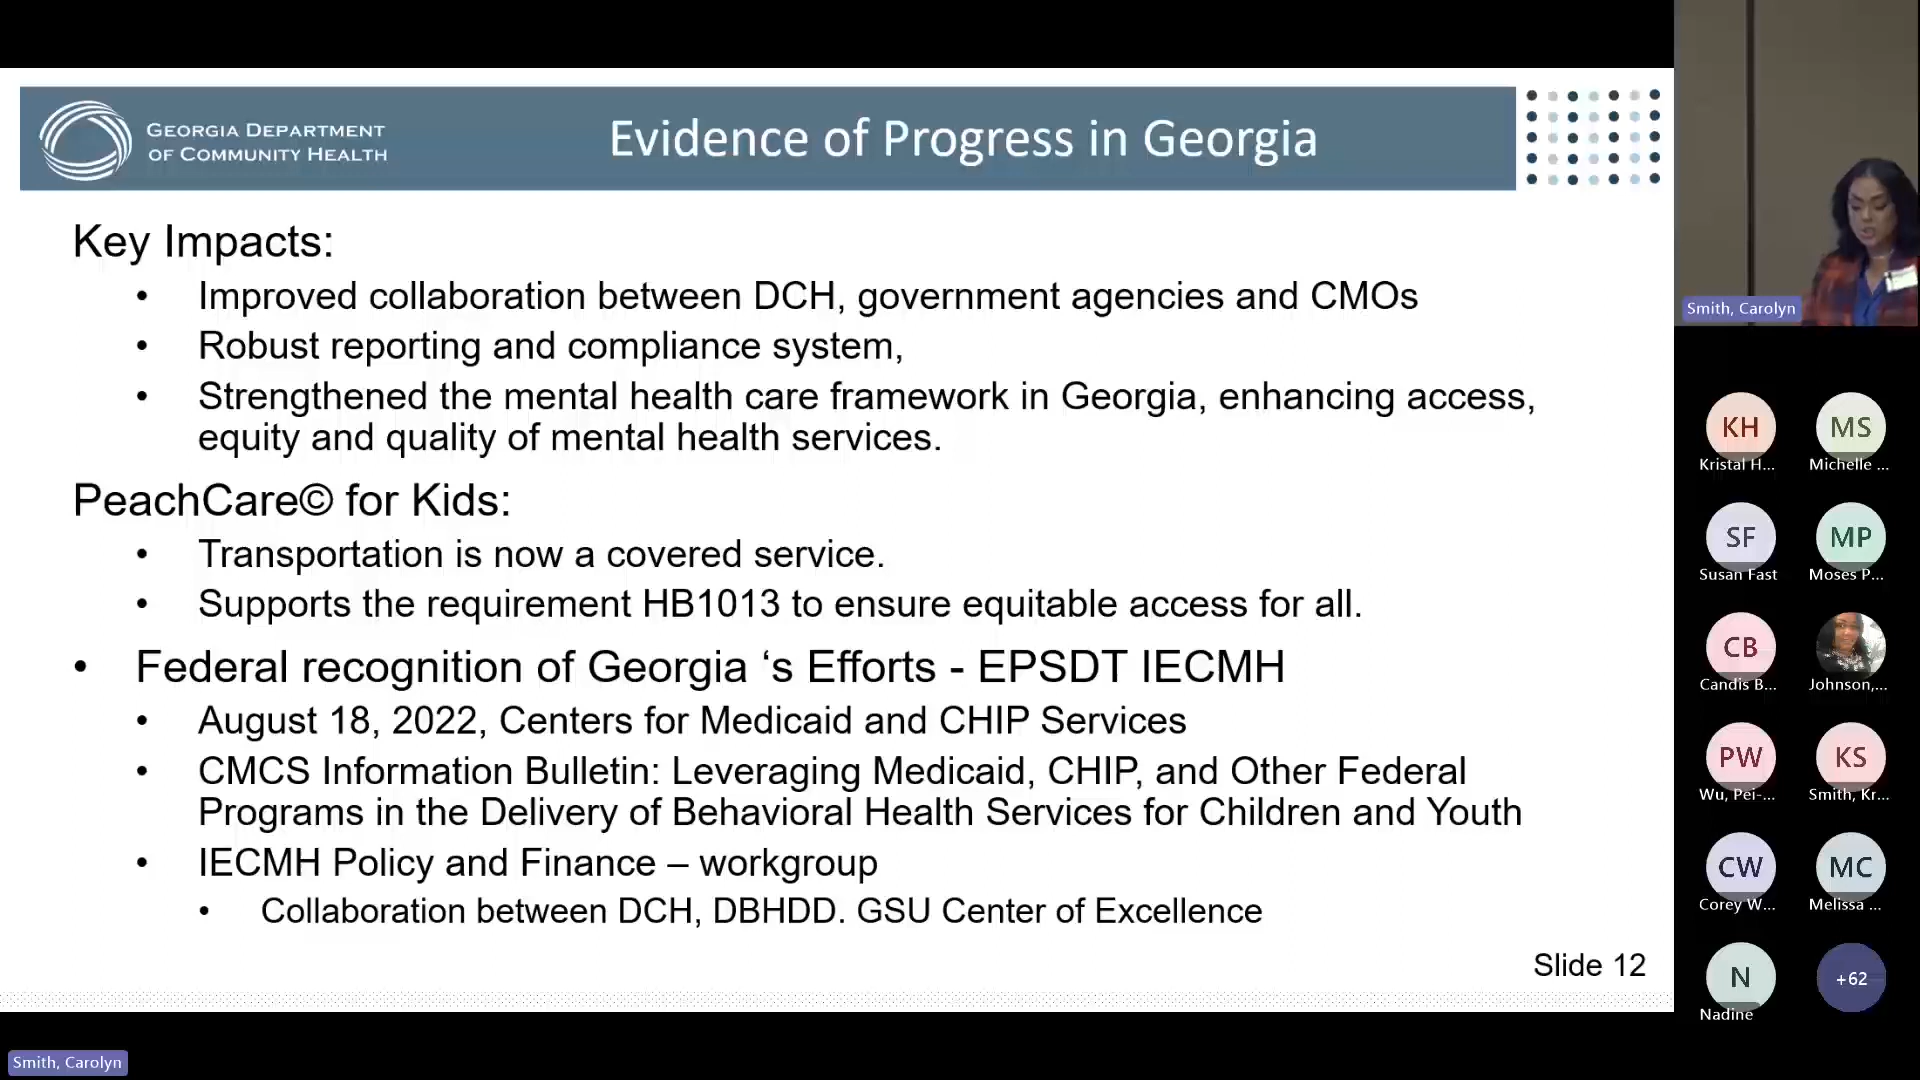 GEORGIA DEPARTMENT
OF COMMUNITY HEALTH
Evidence of Progress in Georgia
Key Impacts:
• Improved collaboration between DCH, government agencies and CMOs
• Robust reporting and compliance system,
• Strengthened the mental health care framework in Georgia, enhancing access,
equity and quality of mental health services.
PeachCare© for Kids:
• Transportation is now a covered service.
• Supports the requirement HB1013 to ensure equitable access for all.
• Federal recognition of Georgia ‘s Efforts - EPSDT IECMH
• August 18, 2022, Centers for Medicaid and CHIP Services
• CMCS Information Bulletin: Leveraging Medicaid, CHIP, and Other Federal
Programs in the Delivery of Behavioral Health Services for Children and Youth
• IECMH Policy and Finance – workgroup
• Collaboration between DCH, DBHDD. GSU Center of Excellence
Slide 12
Smith, Carolyn
Smith, Carolyn
KH
Kristal H...
MS
Michelle ...
SF
Susan Fast
MP
Moses P...
CB
Candis B...
Johnson,...
PW
Wu, Pei-...
KS
Smith, Kr...
CW
Corey W...
MC
Melissa ...
N
Nadine
+62